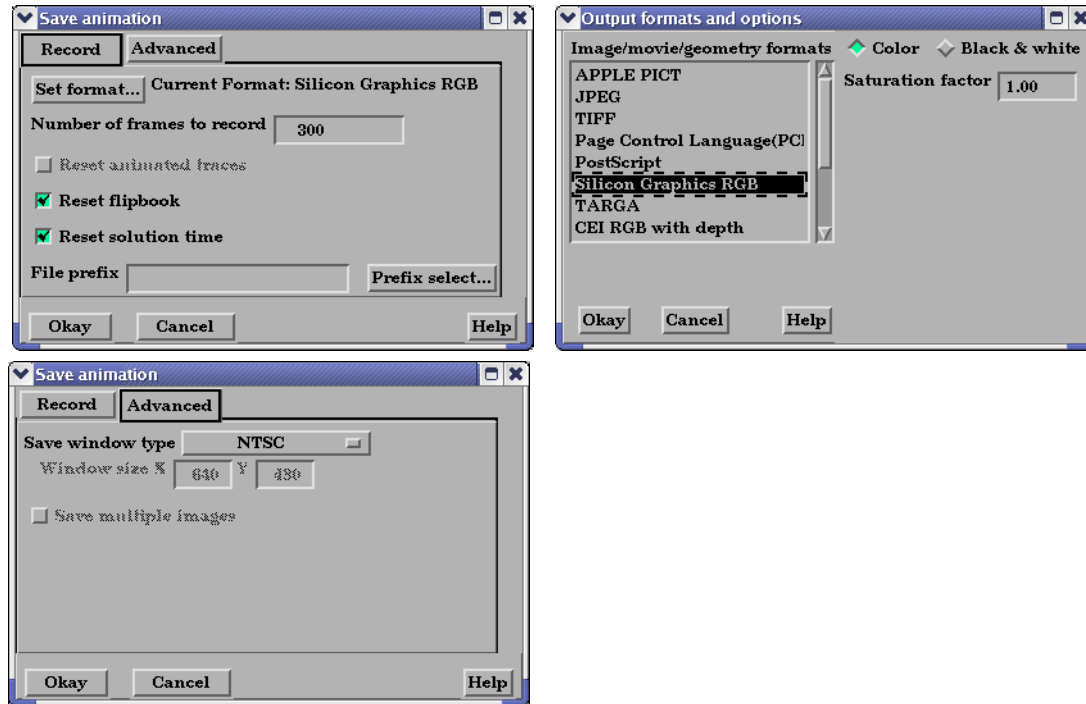 Save animation
Record Advanced
Set format... Current Format: Silicon Graphics RGB
Number of frames to record 300
Reset animated traces
Reset flipbook
Reset solution time
File prefix Prefix select...
Okay Cancel Help
Output formats and options
Image/movie/geometry formats Color Black & white
APPLE PICT
Saturation factor 1.00
JPEG
TIFF
Page Control Language(PCl
PostScript
Silicon Graphics RGB
TARGA
CEI RGB with depth
Okay Cancel Help
Save animation
Record Advanced
Save window type NTSC
Window size X 640 Y 480
Save multiple images
Okay Cancel Help